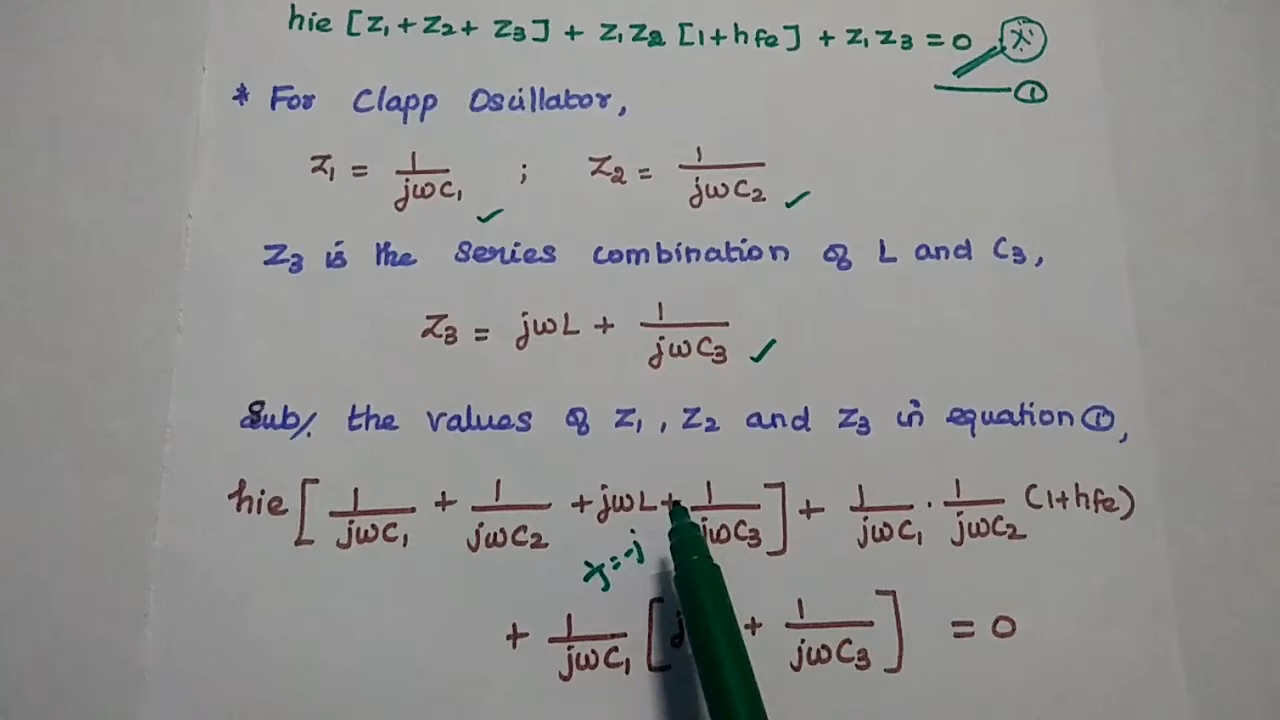 hie [Z₁ + Z₂ + Z₃] + Z₁Z₂ [1 + hfe] + Z₁Z₃ = 0
①
* For Clapp Oscillator,
Z₁ = 1/jωC₁ ; Z₂ = 1/jωC₂ ✓
Z₃ is the series combination of L and C₃,
Z₃ = jωL + 1/jωC₃ ✓
Sub/. the values of Z₁, Z₂ and Z₃ in equation ①,
hie [1/jωC₁ + 1/jωC₂ + jωL + 1/jωC₃] + 1/jωC₁ · 1/jωC₂ (1+hfe)
+ 1/jωC₁ [j + 1/jωC₃] = 0